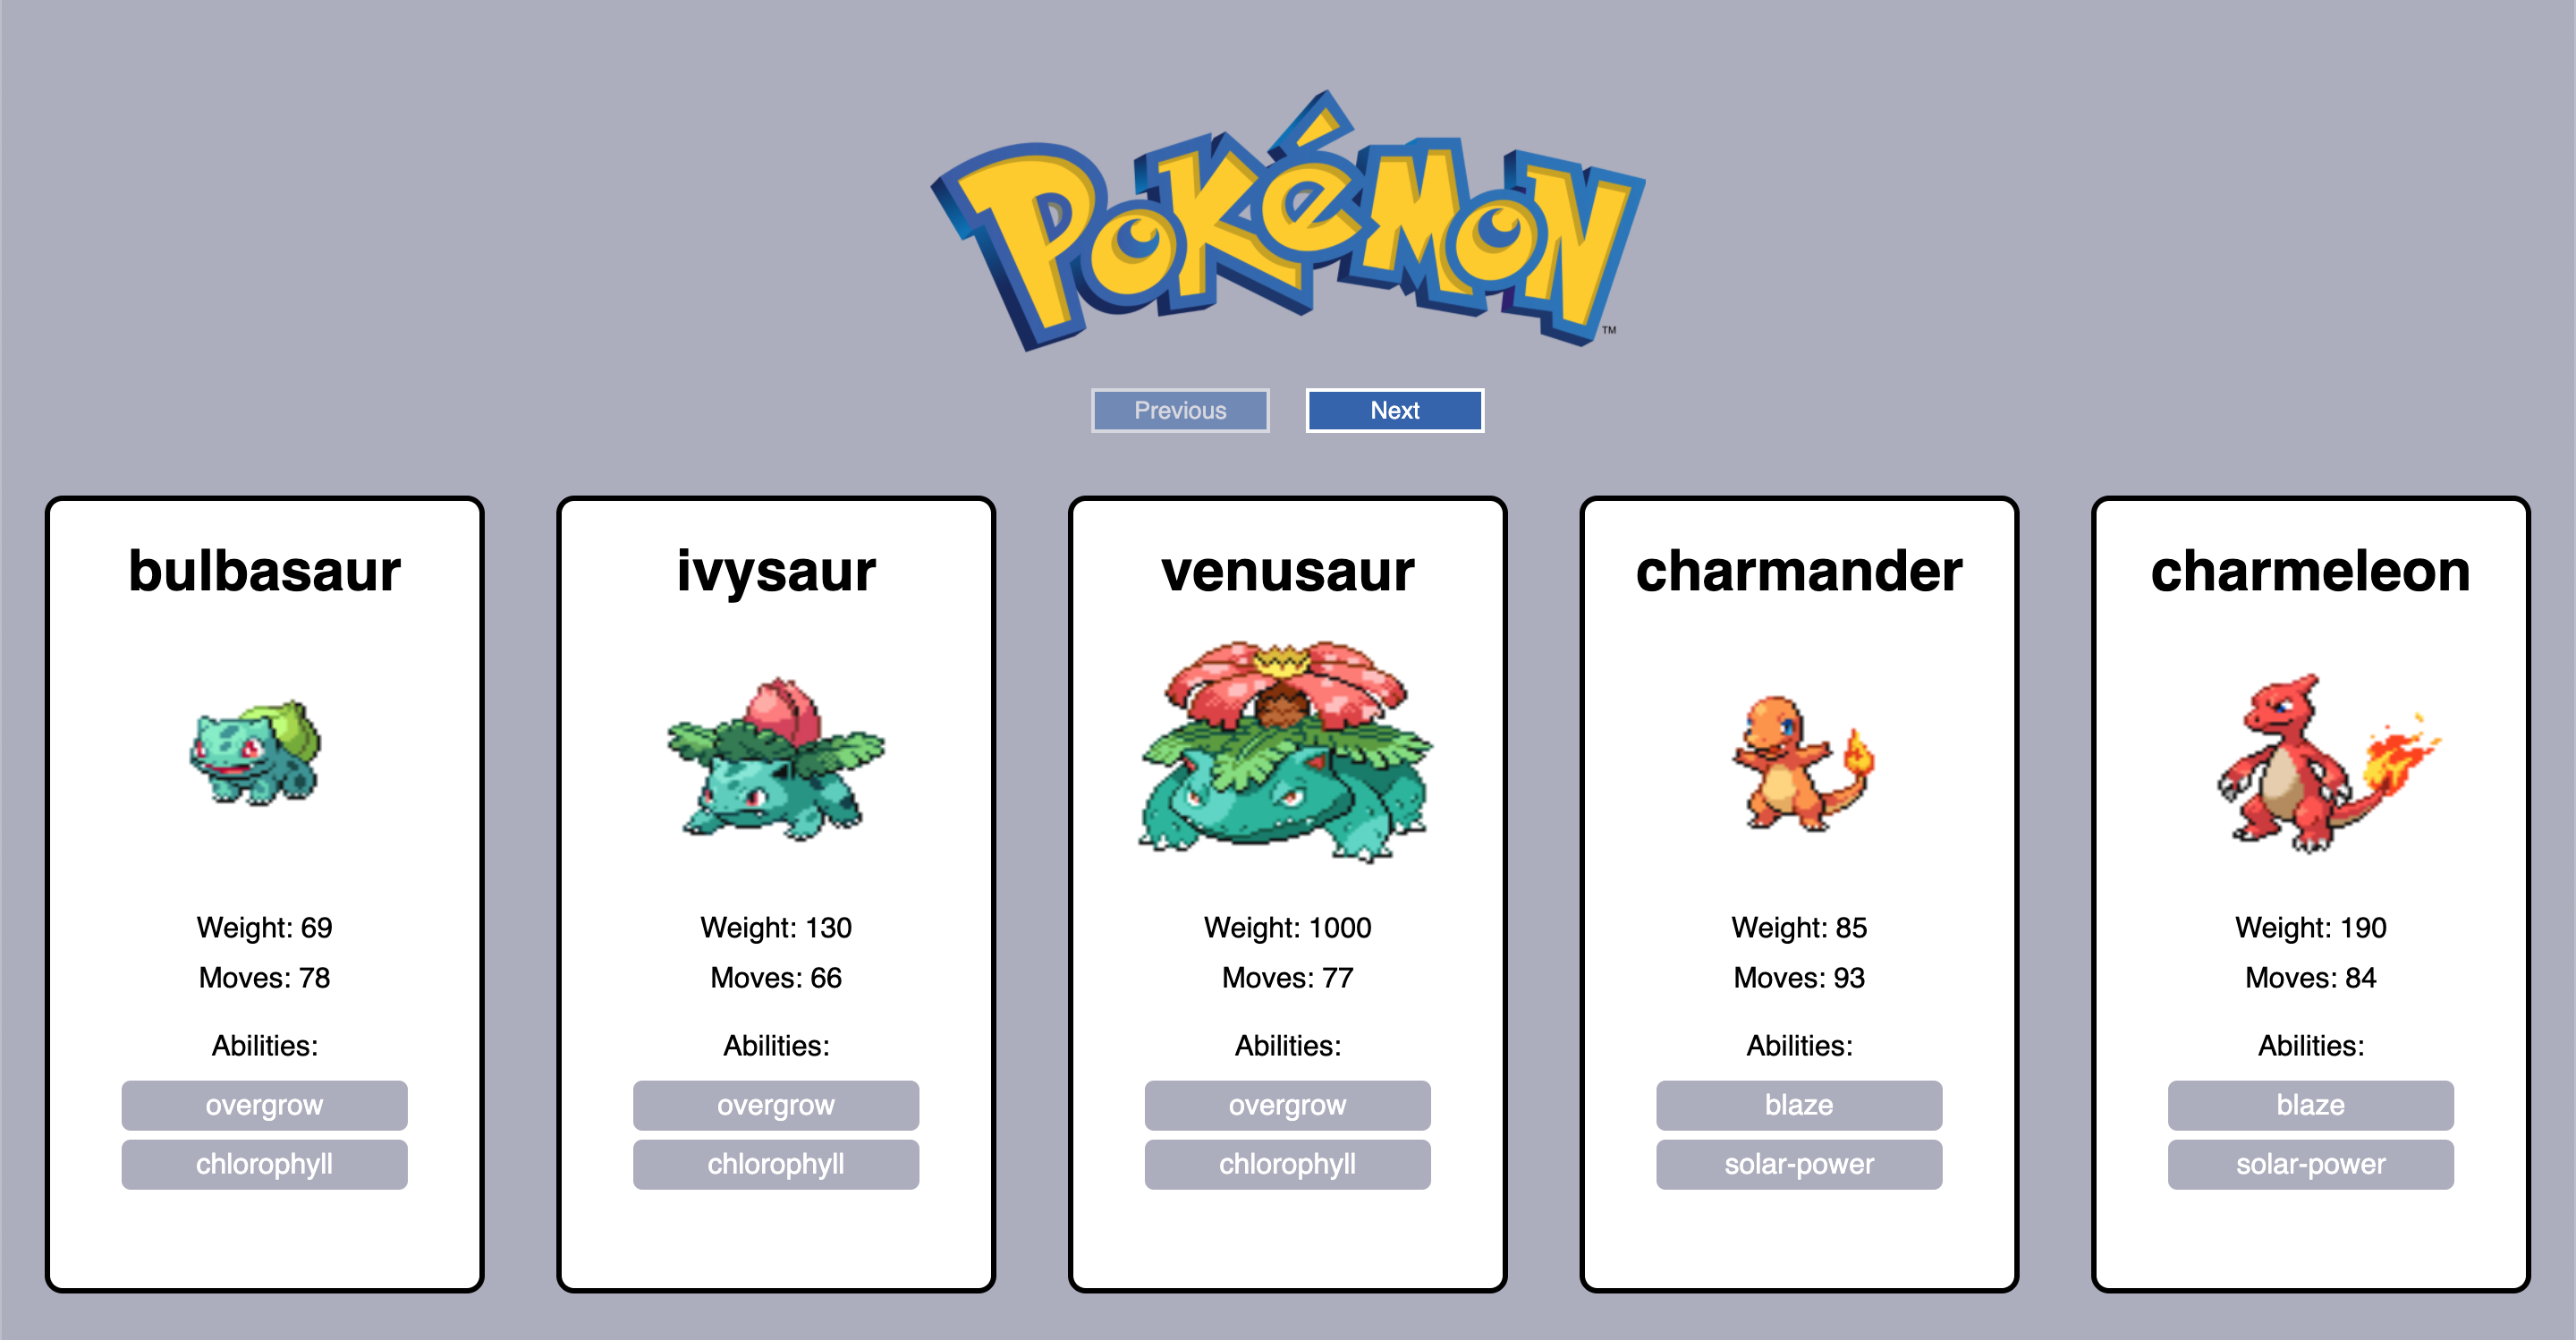 POKéMON
TM
Previous
Next
bulbasaur
Weight: 69
Moves: 78
Abilities:
overgrow
chlorophyll
ivysaur
Weight: 130
Moves: 66
Abilities:
overgrow
chlorophyll
venusaur
Weight: 1000
Moves: 77
Abilities:
overgrow
chlorophyll
charmander
Weight: 85
Moves: 93
Abilities:
blaze
solar-power
charmeleon
Weight: 190
Moves: 84
Abilities:
blaze
solar-power